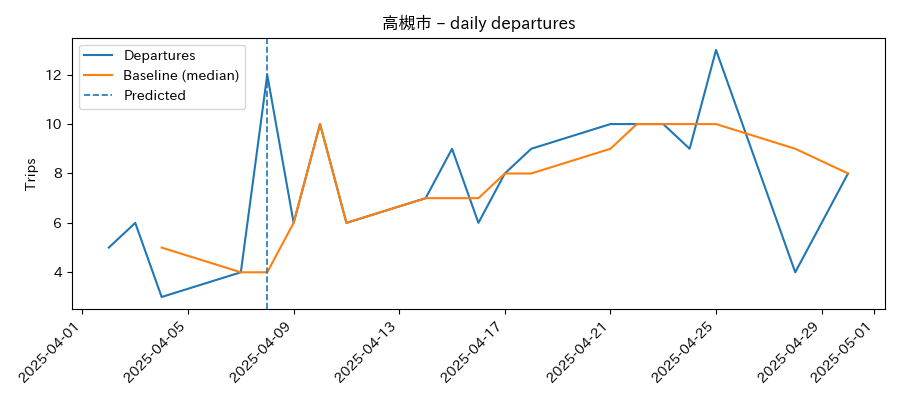 高槻市 – daily departures
Departures
Baseline (median)
Predicted
Trips
12
10
8
6
4
2025-04-01
2025-04-05
2025-04-09
2025-04-13
2025-04-17
2025-04-21
2025-04-25
2025-04-29
2025-05-01